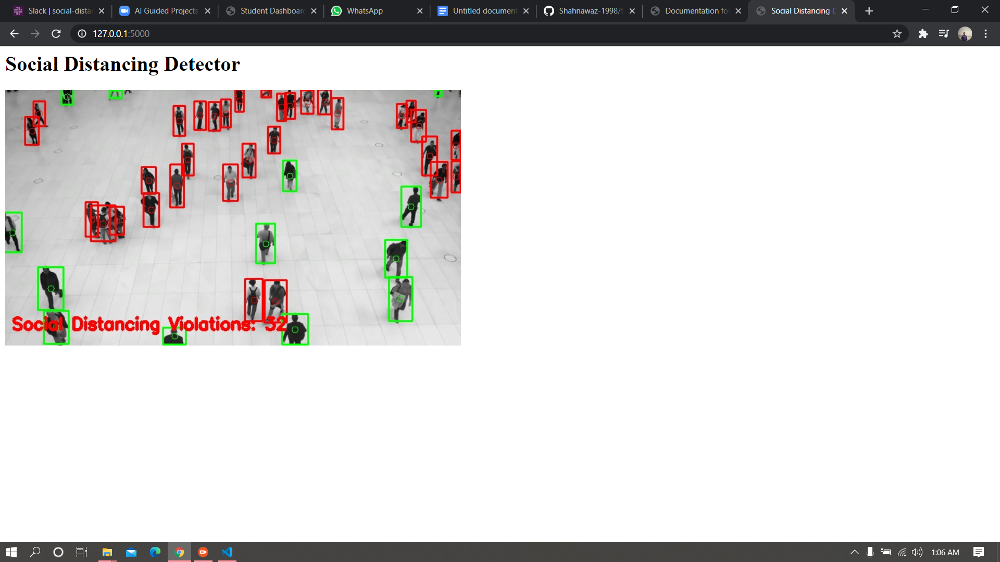 Slack | social-dista
AI Guided Projects
Student Dashboard
WhatsApp
Untitled document
Shahnawaz-1998/t
Documentation fo
Social Distancing D
127.0.0.1:5000
Social Distancing Detector
Social Distancing Violations: 32
1:06 AM